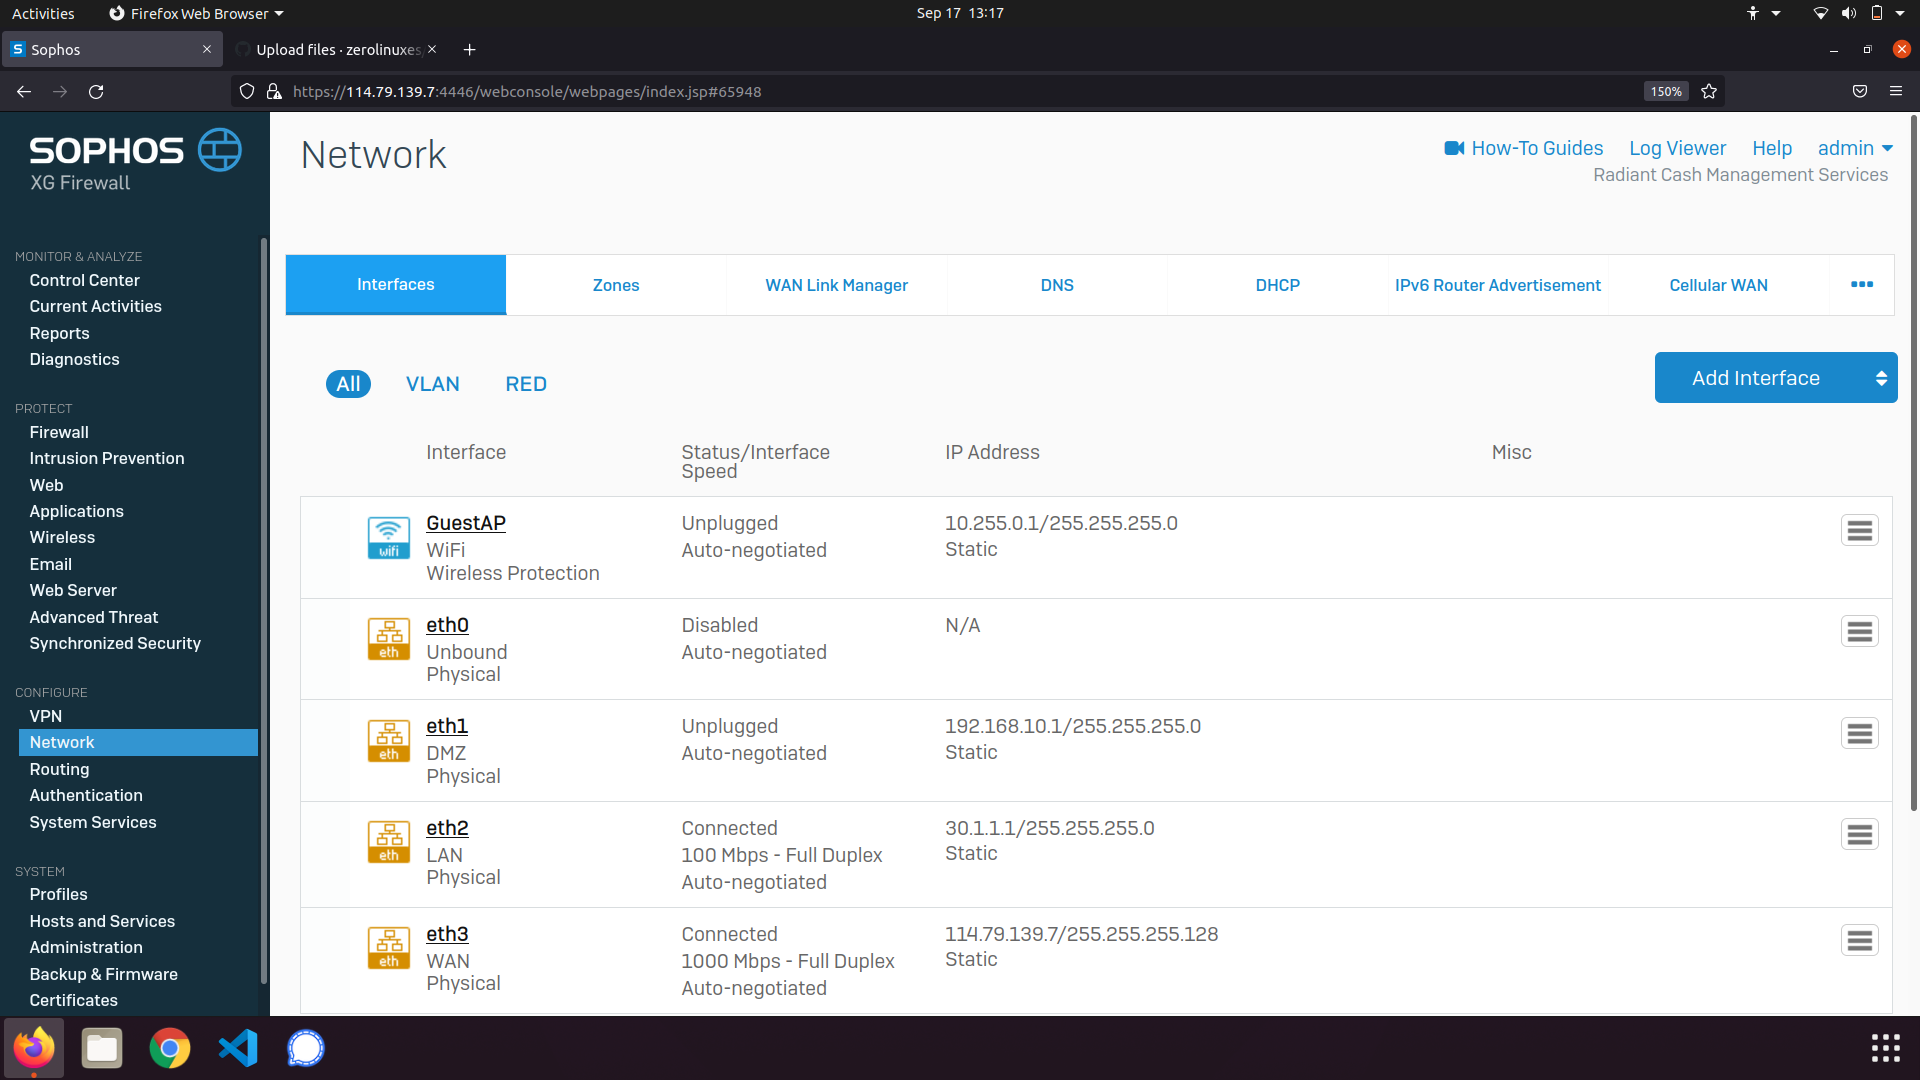 Activities
Firefox Web Browser
Sep 17 13:17
Sophos
Upload files · zerolinuxes
https://114.79.139.7:4446/webconsole/webpages/index.jsp#65948
150%
SOPHOS
XG Firewall
MONITOR & ANALYZE
Control Center
Current Activities
Reports
Diagnostics
PROTECT
Firewall
Intrusion Prevention
Web
Applications
Wireless
Email
Web Server
Advanced Threat
Synchronized Security
CONFIGURE
VPN
Network
Routing
Authentication
System Services
SYSTEM
Profiles
Hosts and Services
Administration
Backup & Firmware
Certificates
Network
How-To Guides
Log Viewer
Help
admin
Radiant Cash Management Services
Interfaces
Zones
WAN Link Manager
DNS
DHCP
IPv6 Router Advertisement
Cellular WAN
All
VLAN
RED
Add Interface
Interface
Status/Interface
Speed
IP Address
Misc
wifi
GuestAP
WiFi
Wireless Protection
Unplugged
Auto-negotiated
10.255.0.1/255.255.255.0
Static
eth
eth0
Unbound
Physical
Disabled
Auto-negotiated
N/A
eth
eth1
DMZ
Physical
Unplugged
Auto-negotiated
192.168.10.1/255.255.255.0
Static
eth
eth2
LAN
Physical
Connected
100 Mbps - Full Duplex
Auto-negotiated
30.1.1.1/255.255.255.0
Static
eth
eth3
WAN
Physical
Connected
1000 Mbps - Full Duplex
Auto-negotiated
114.79.139.7/255.255.255.128
Static